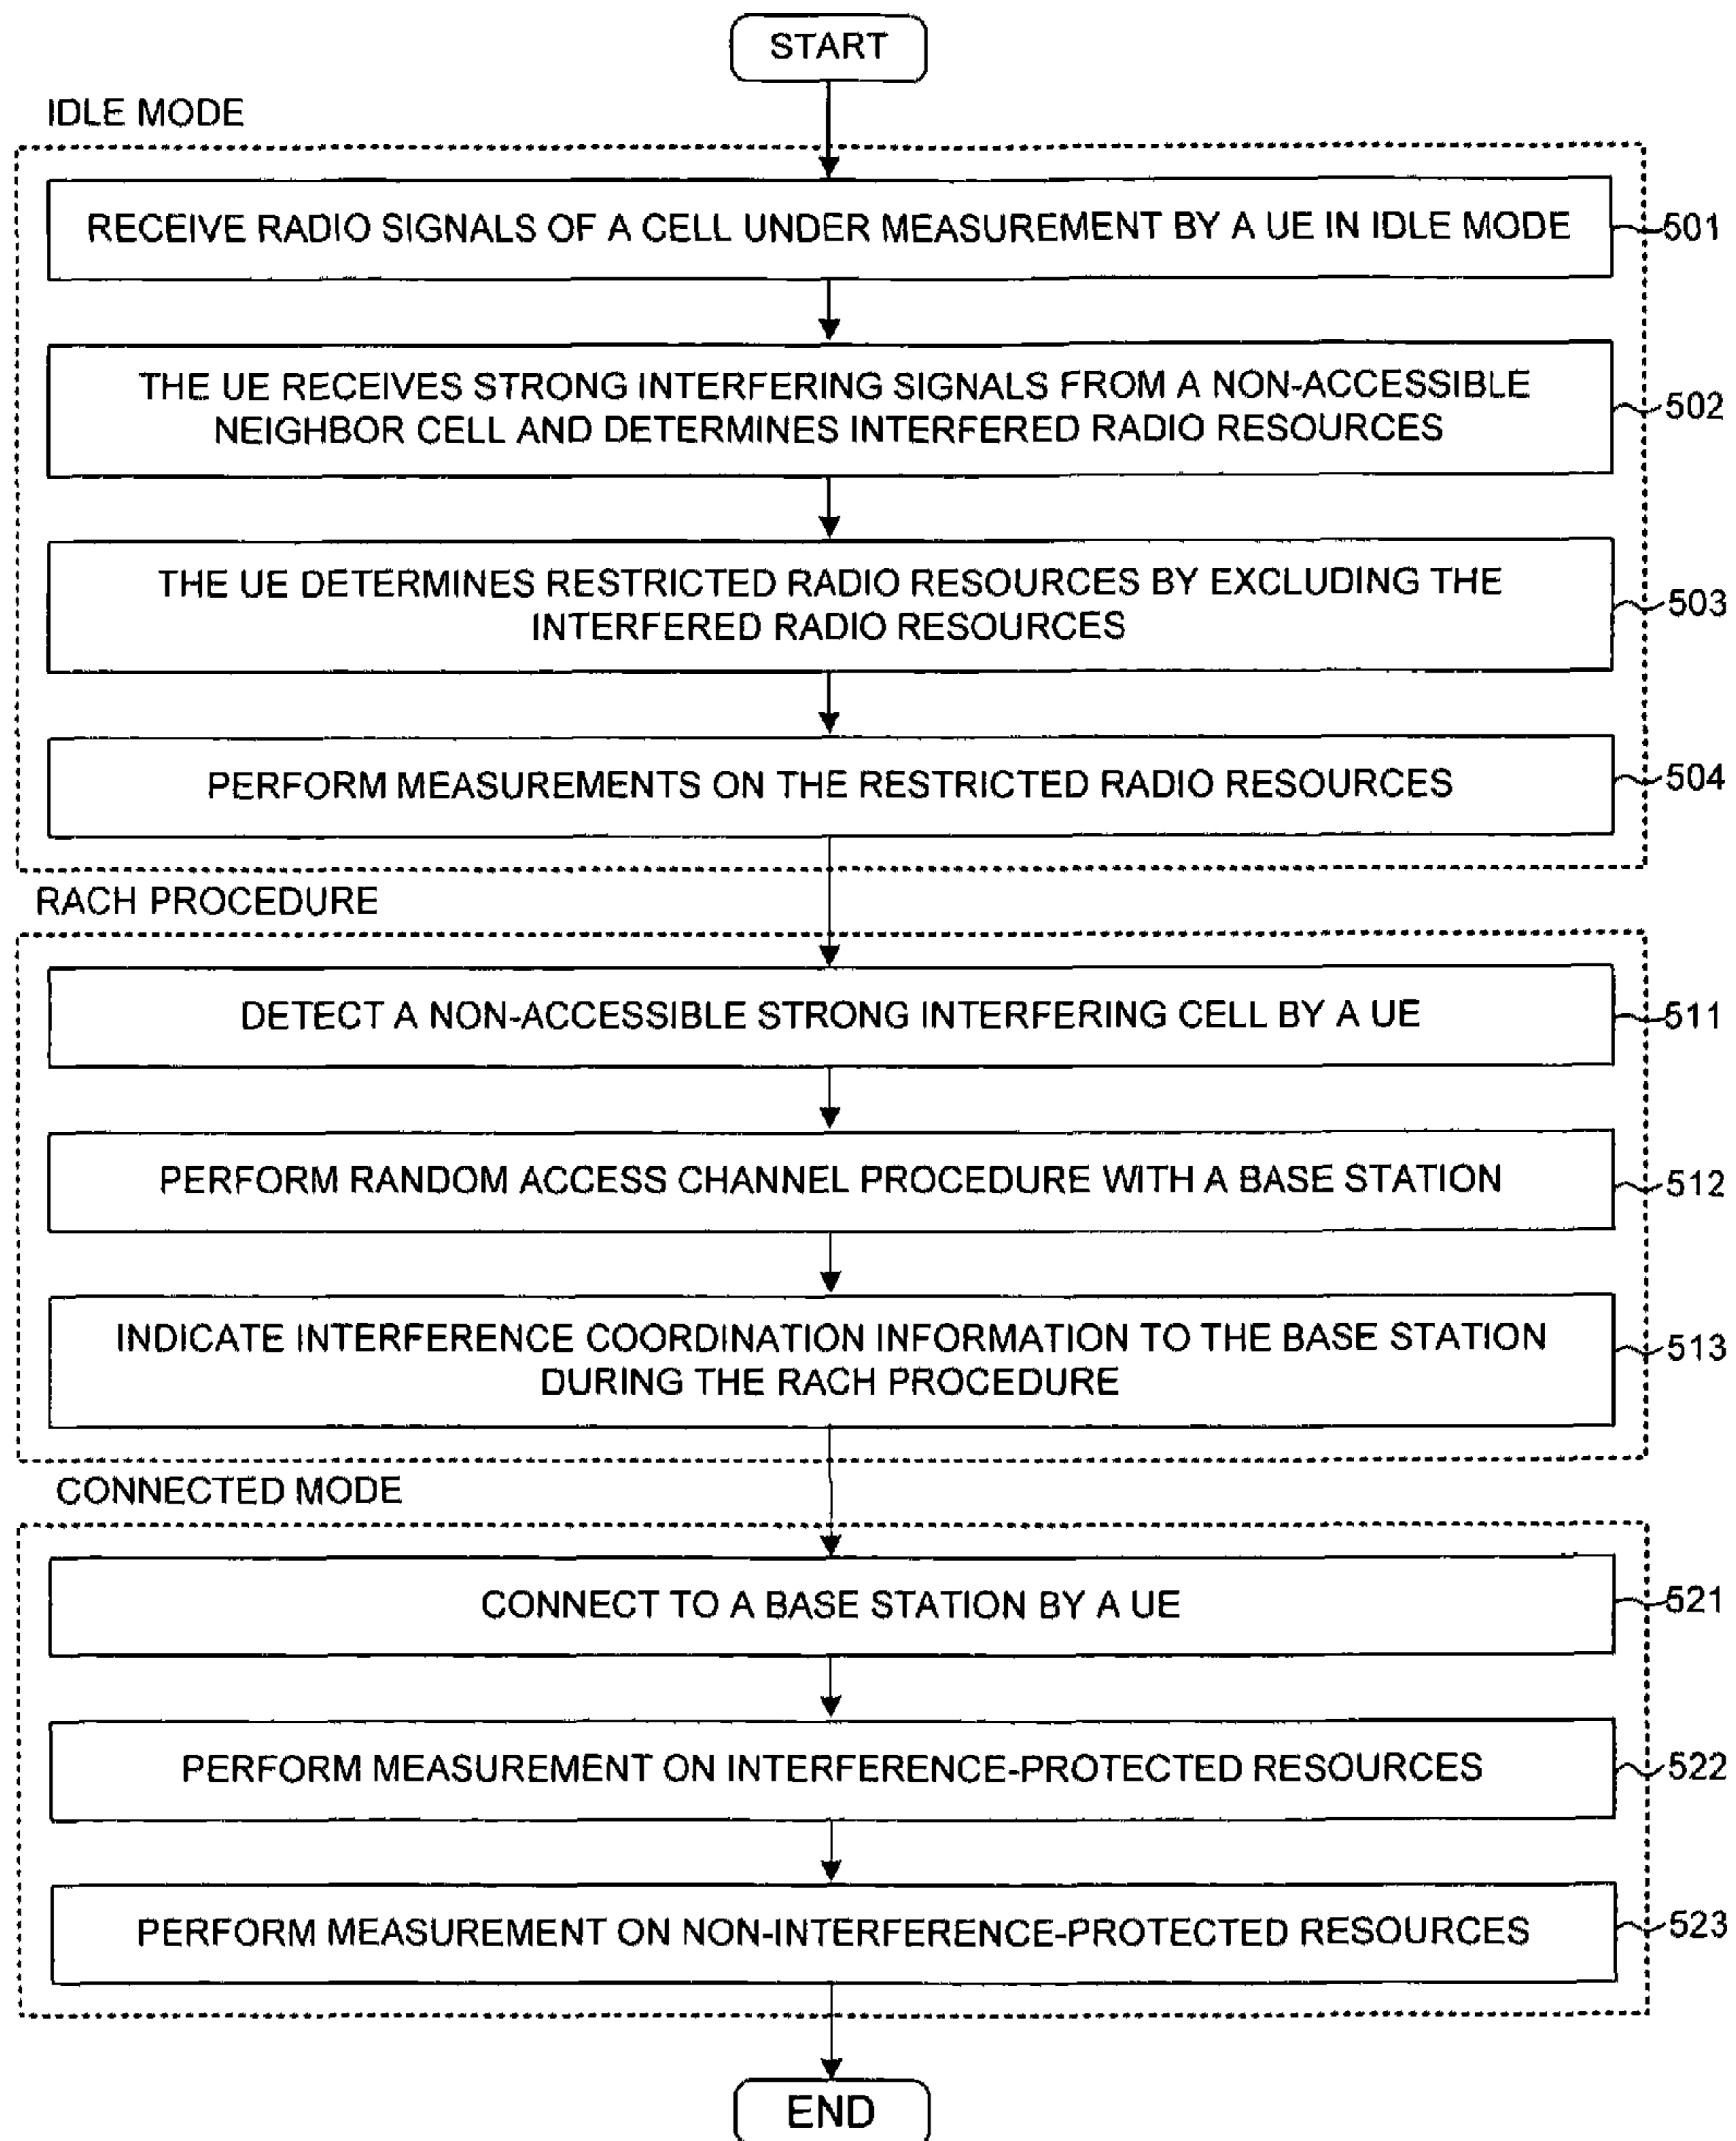 START
IDLE MODE
RECEIVE RADIO SIGNALS OF A CELL UNDER MEASUREMENT BY A UE IN IDLE MODE
501
THE UE RECEIVES STRONG INTERFERING SIGNALS FROM A NON-ACCESSIBLE
NEIGHBOR CELL AND DETERMINES INTERFERED RADIO RESOURCES
502
THE UE DETERMINES RESTRICTED RADIO RESOURCES BY EXCLUDING THE
INTERFERED RADIO RESOURCES
503
PERFORM MEASUREMENTS ON THE RESTRICTED RADIO RESOURCES
504
RACH PROCEDURE
DETECT A NON-ACCESSIBLE STRONG INTERFERING CELL BY A UE
511
PERFORM RANDOM ACCESS CHANNEL PROCEDURE WITH A BASE STATION
512
INDICATE INTERFERENCE COORDINATION INFORMATION TO THE BASE STATION
DURING THE RACH PROCEDURE
513
CONNECTED MODE
CONNECT TO A BASE STATION BY A UE
521
PERFORM MEASUREMENT ON INTERFERENCE-PROTECTED RESOURCES
522
PERFORM MEASUREMENT ON NON-INTERFERENCE-PROTECTED RESOURCES
523
END